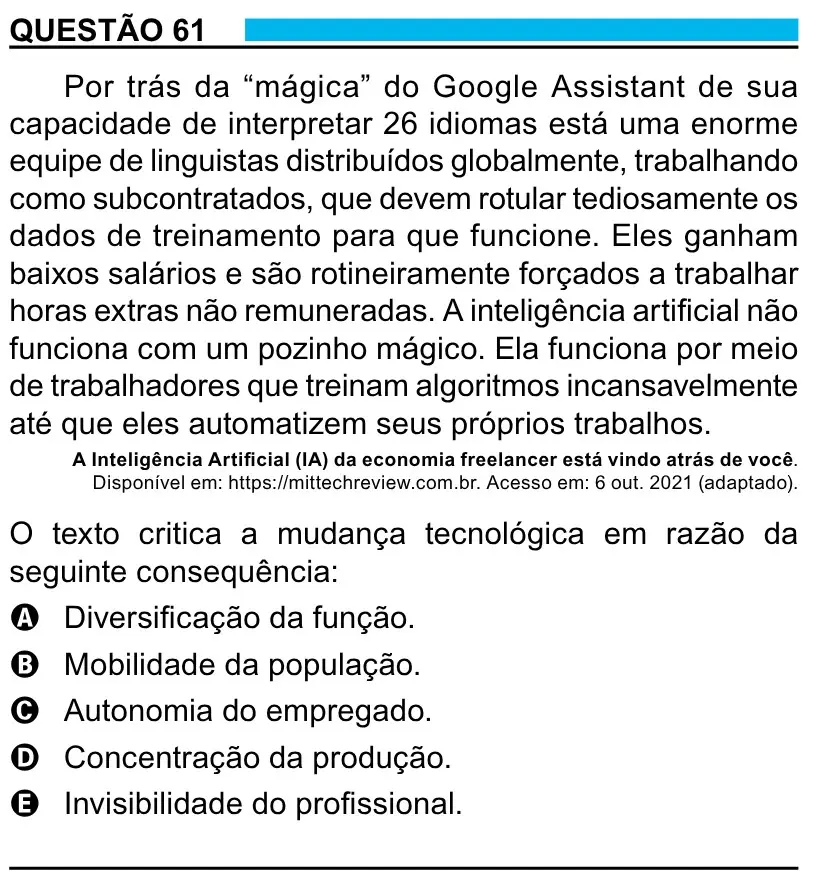 QUESTÃO 61
Por trás da “mágica” do Google Assistant de sua
capacidade de interpretar 26 idiomas está uma enorme
equipe de linguistas distribuídos globalmente, trabalhando
como subcontratados, que devem rotular tediosamente os
dados de treinamento para que funcione. Eles ganham
baixos salários e são rotineiramente forçados a trabalhar
horas extras não remuneradas. A inteligência artificial não
funciona com um pozinho mágico. Ela funciona por meio
de trabalhadores que treinam algoritmos incansavelmente
até que eles automatizem seus próprios trabalhos.
A Inteligência Artificial (IA) da economia freelancer está vindo atrás de você.
Disponível em: https://mittechreview.com.br. Acesso em: 6 out. 2021 (adaptado).
O texto critica a mudança tecnológica em razão da
seguinte consequência:
A Diversificação da função.
B Mobilidade da população.
C Autonomia do empregado.
D Concentração da produção.
E Invisibilidade do profissional.